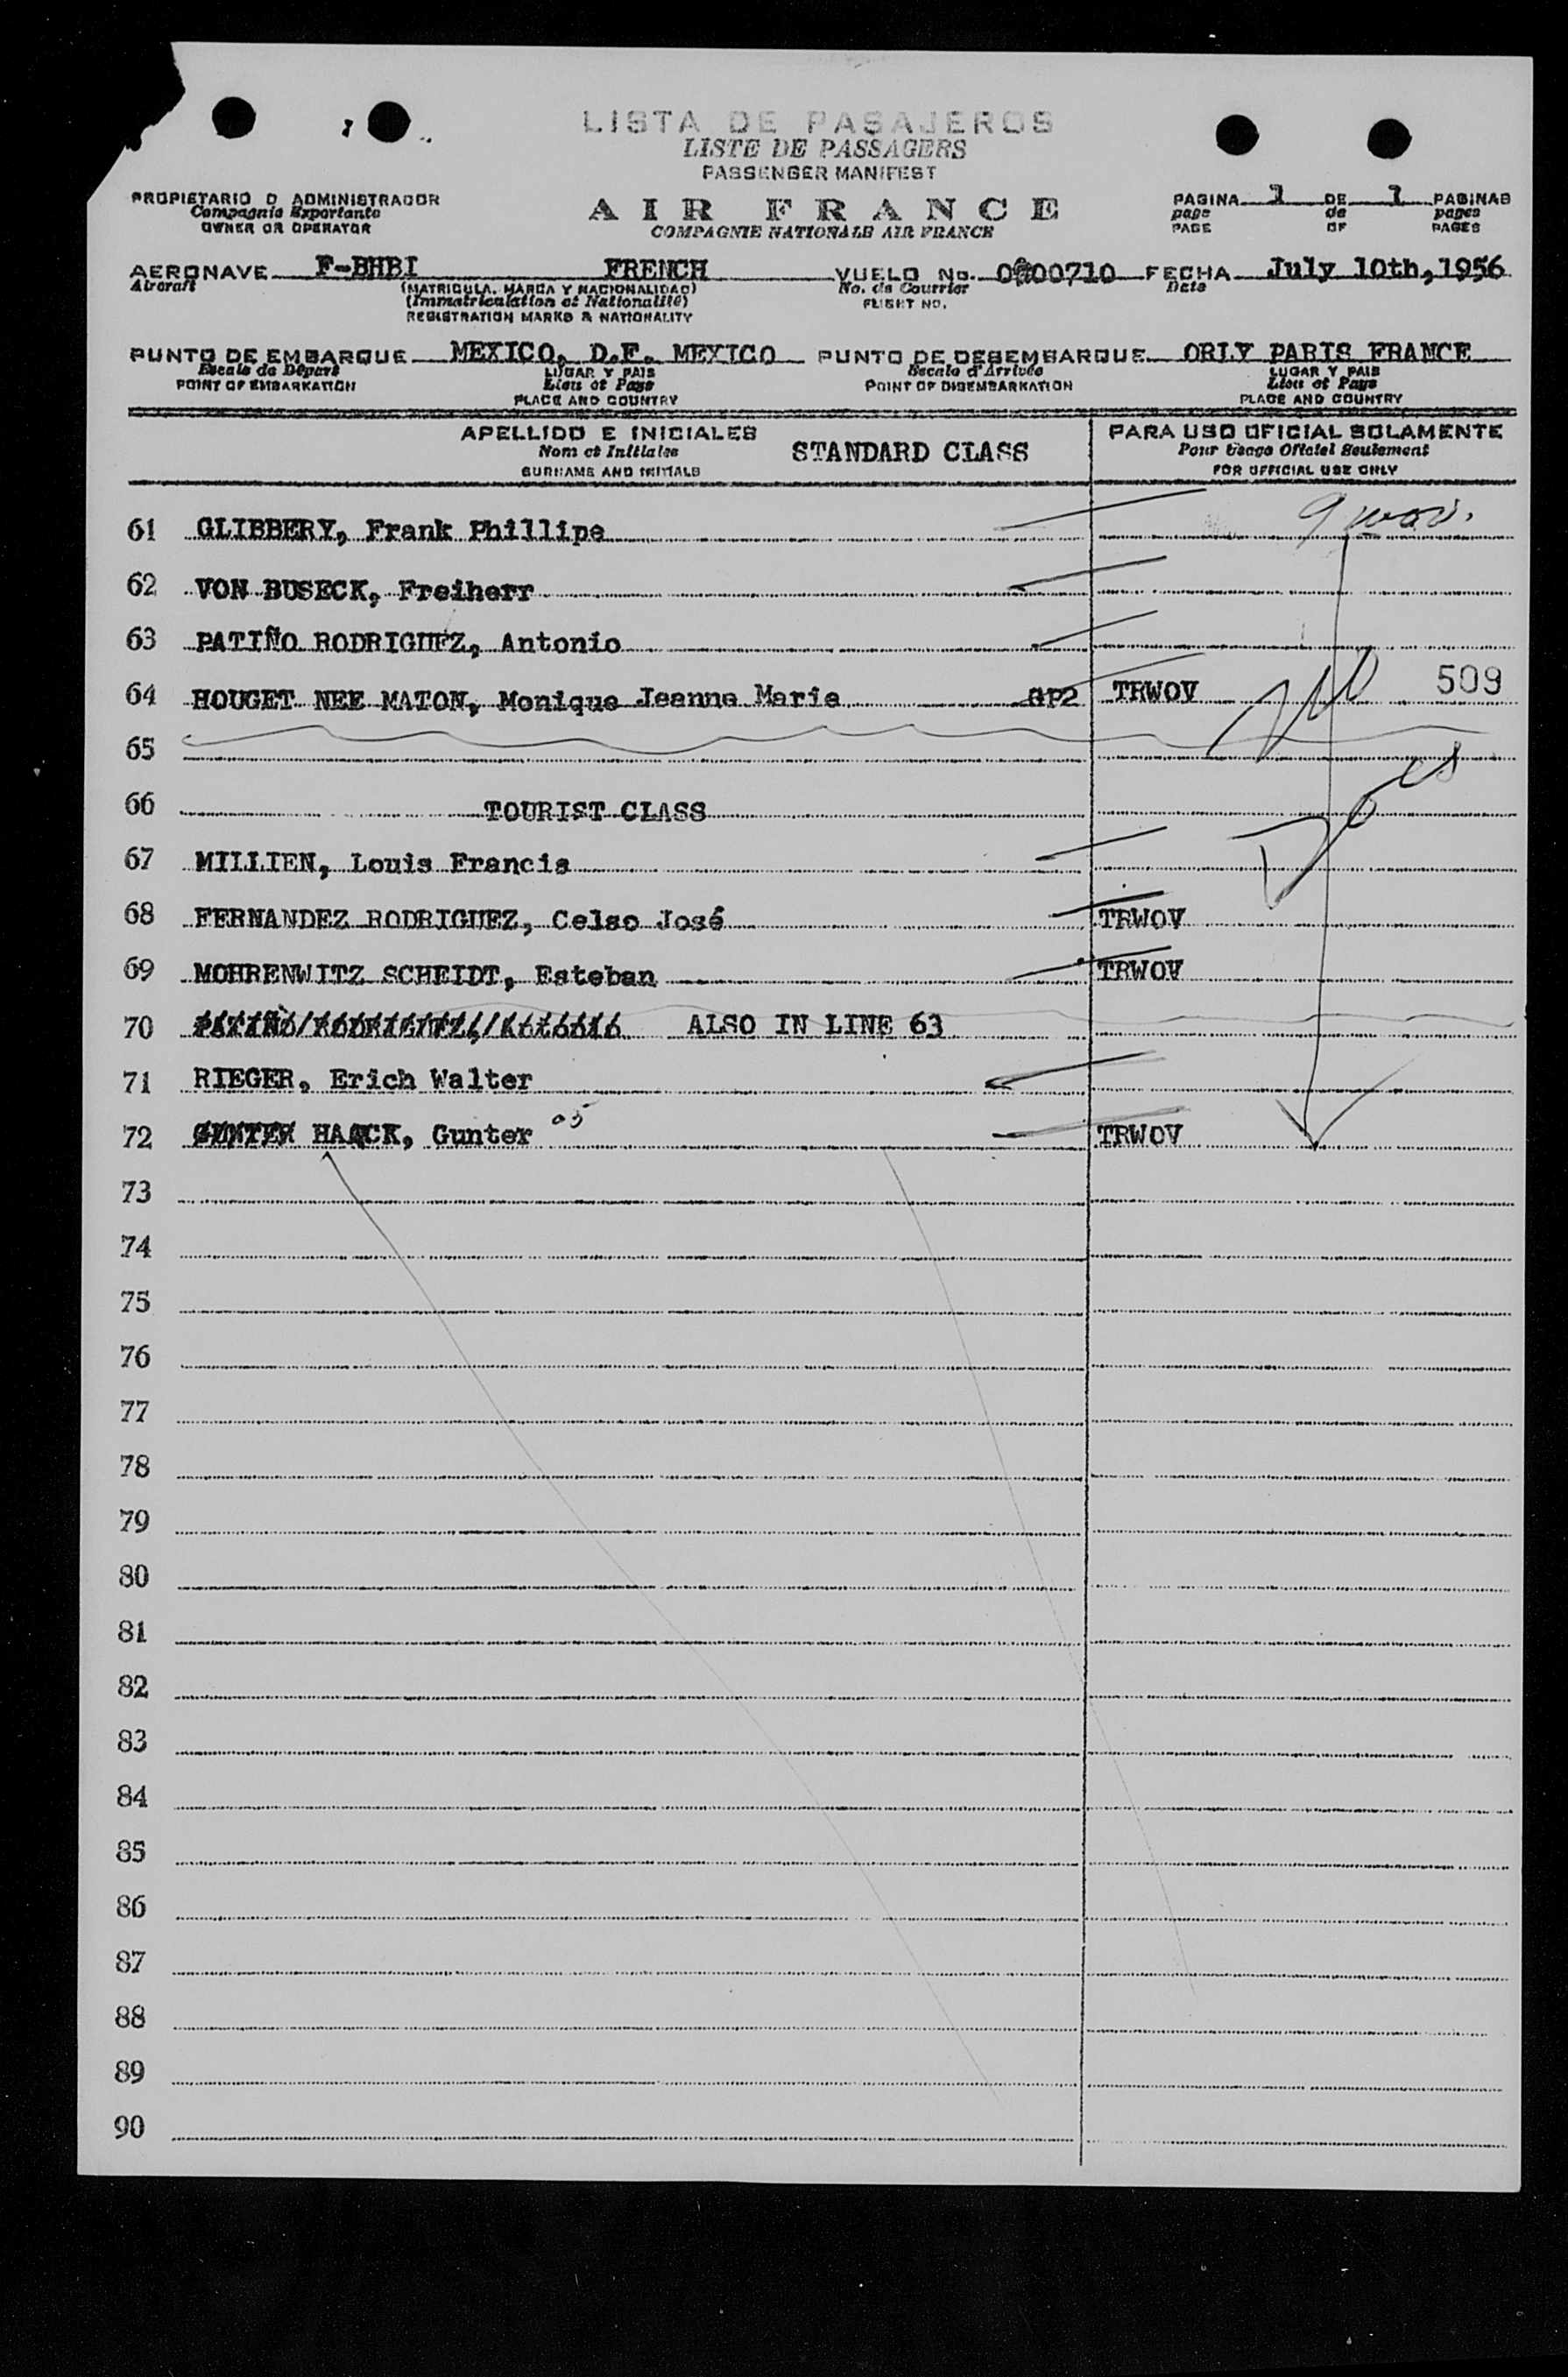 LISTA DE PASAJEROS
LISTE DE PASSAGERS
PASSENGER MANIFEST
PROPIETARIO O ADMINISTRADOR
Compagnie Exportante
OWNER OR OPERATOR
AIR FRANCE
COMPAGNIE NATIONALE AIR FRANCE
PAGINA 1 DE 1 PAGINAS
page de pages
PAGE OF PAGES
AERONAVE F-BHBI FRENCH VUELO No. 0200710 FECHA July 10th, 1956
Aircraft (MATRICULA, MARCA Y NACIONALIDAD) No. de Courrier Date
(Immatriculation et Nationalité) FLIGHT NO.
REGISTRATION MARKS & NATIONALITY
PUNTO DE EMBARQUE MEXICO, D.F. MEXICO PUNTO DE DESEMBARQUE ORLY PARIS FRANCE
Escale de Départ LUGAR Y PAIS Escale d'Arrivée LUGAR Y PAIS
POINT OF EMBARKATION Lieu et Pays POINT OF DISEMBARKATION Lieu et Pays
PLACE AND COUNTRY PLACE AND COUNTRY
APELLIDO E INICIALES STANDARD CLASS PARA USO OFICIAL SOLAMENTE
Nom et Initiales Pour Usage Officiel Seulement
SURNAME AND INITIALS FOR OFFICIAL USE ONLY
61 GLIBBERY, Frank Phillips
62 VON BUSECK, Freiherr
63 PATIÑO RODRIGUEZ, Antonio
64 HOUGET NEE MATON, Monique Jeanne Marie GP2 TRWOV 509
65
66 TOURIST CLASS
67 MILLIEN, Louis Francis
68 FERNANDEZ RODRIGUEZ, Celso José TRWOV
69 MOHRENWITZ SCHEIDT, Esteban TRWOV
70 PATIÑO RODRIGUEZ, Antonio ALSO IN LINE 63
71 RIEGER, Erich Walter
72 GUNTER HAACK, Gunter 05 TRWOV
73
74
75
76
77
78
79
80
81
82
83
84
85
86
87
88
89
90